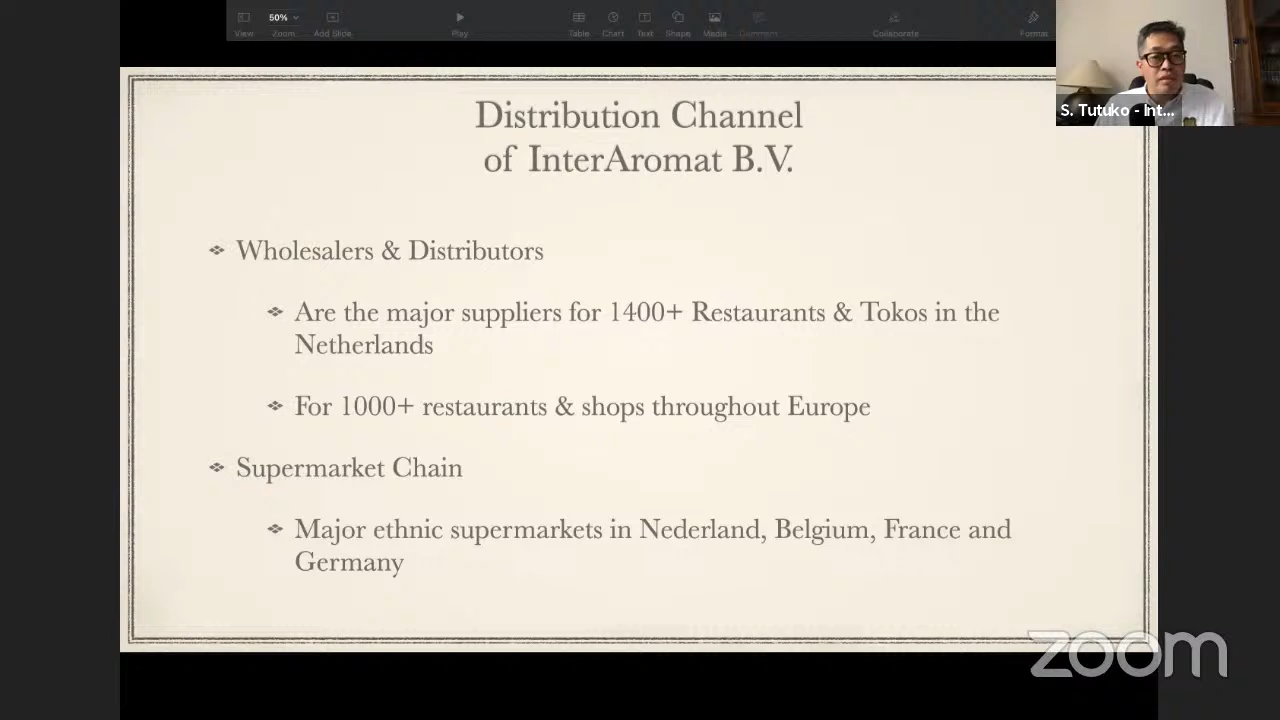 50%
View
Zoom
Add Slide
Play
Table
Chart
Text
Shape
Media
Comment
Collaborate
Format
S. Tutuko - Int...
Distribution Channel
of InterAromat B.V.
Wholesalers & Distributors
Are the major suppliers for 1400+ Restaurants & Tokos in the
Netherlands
For 1000+ restaurants & shops throughout Europe
Supermarket Chain
Major ethnic supermarkets in Nederland, Belgium, France and
Germany
zoom